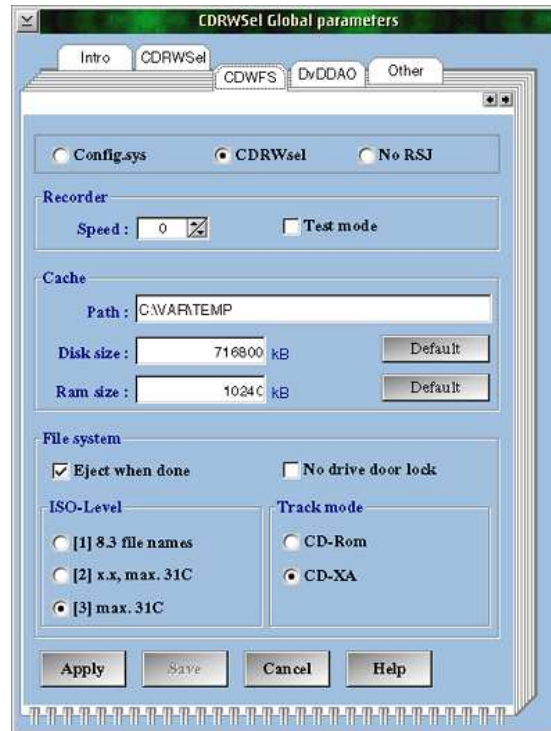 CDRWSel Global parameters
Intro CDRWSel
CDWFS DvDDAO Other
Config.sys CDRWsel No RSJ
Recorder
Speed : 0 Test mode
Cache
Path : C:\VAR\TEMP
Disk size : 716800 kB Default
Ram size : 10240 kB Default
File system
Eject when done No drive door lock
ISO-Level Track mode
[1] 8.3 file names CD-Rom
[2] x.x, max. 31C CD-XA
[3] max. 31C
Apply Save Cancel Help